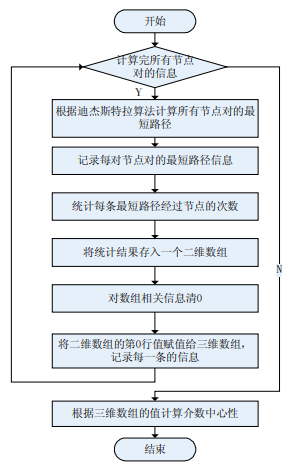 开始
计算完所有节点
对的信息
Y
根据迪杰斯特拉算法计算所有节点对的最
短路径
记录每对节点对的最短路径信息
统计每条最短路径经过节点的次数
将统计结果存入一个二维数组
N
对数组相关信息清0
将二维数组的第0行值赋值给三维数组,
记录每一条的信息
根据三维数组的值计算介数中心性
结束